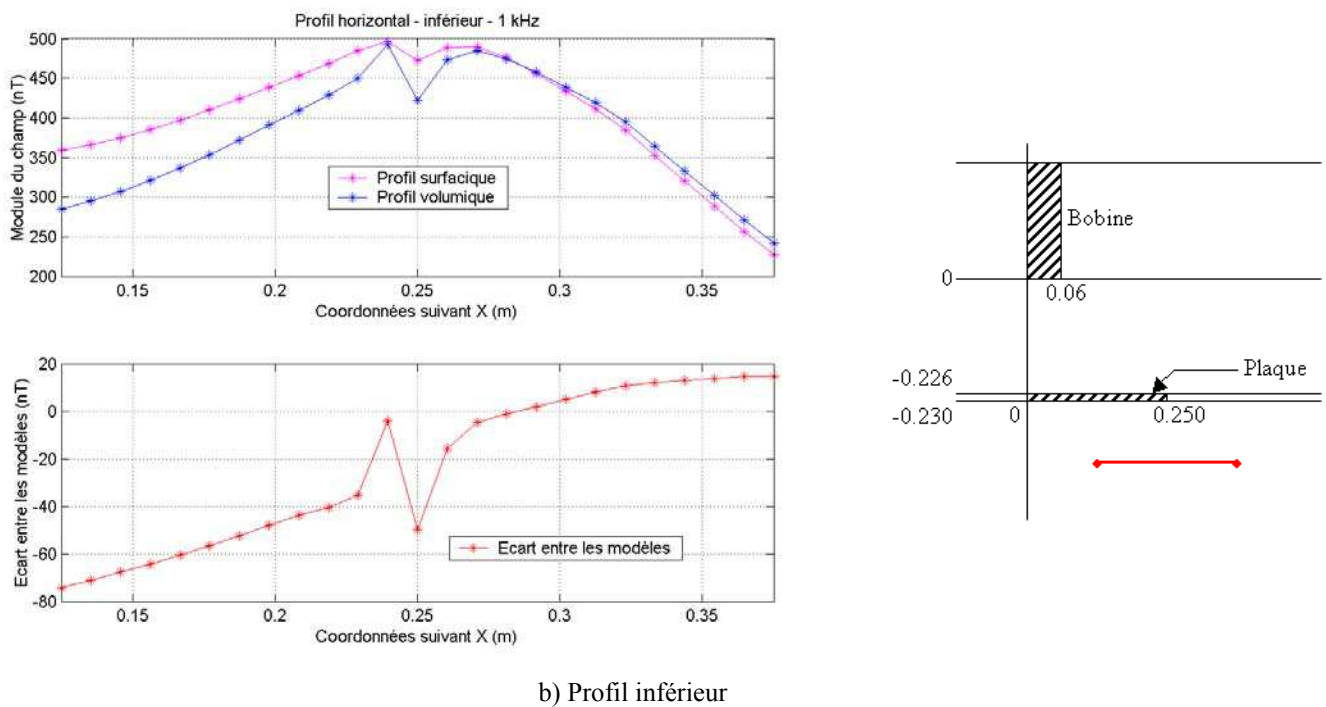 Profil horizontal - inférieur - 1 kHz
500
450
400
350
300
250
200
Module du champ (nT)
Profil surfacique
Profil volumique
0.15
0.2
0.25
0.3
0.35
Coordonnées suivant X (m)
20
0
-20
-40
-60
-80
Ecart entre les modèles (nT)
Ecart entre les modèles
0.15
0.2
0.25
0.3
0.35
Coordonnées suivant X (m)
Bobine
0
0.06
-0.226
Plaque
-0.230
0
0.250
b) Profil inférieur